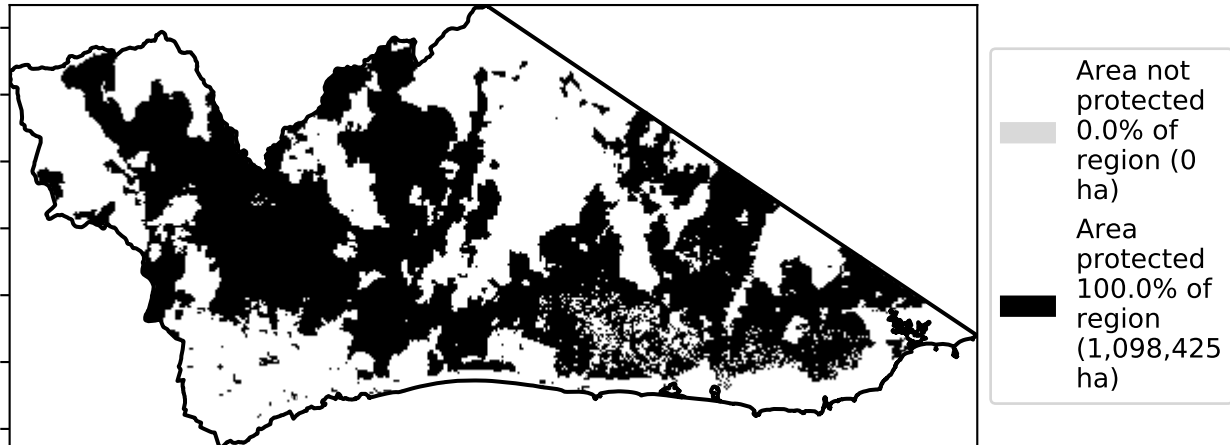 Area not
protected
0.0% of
region (0
ha)
Area
protected
100.0% of
region
(1,098,425
ha)